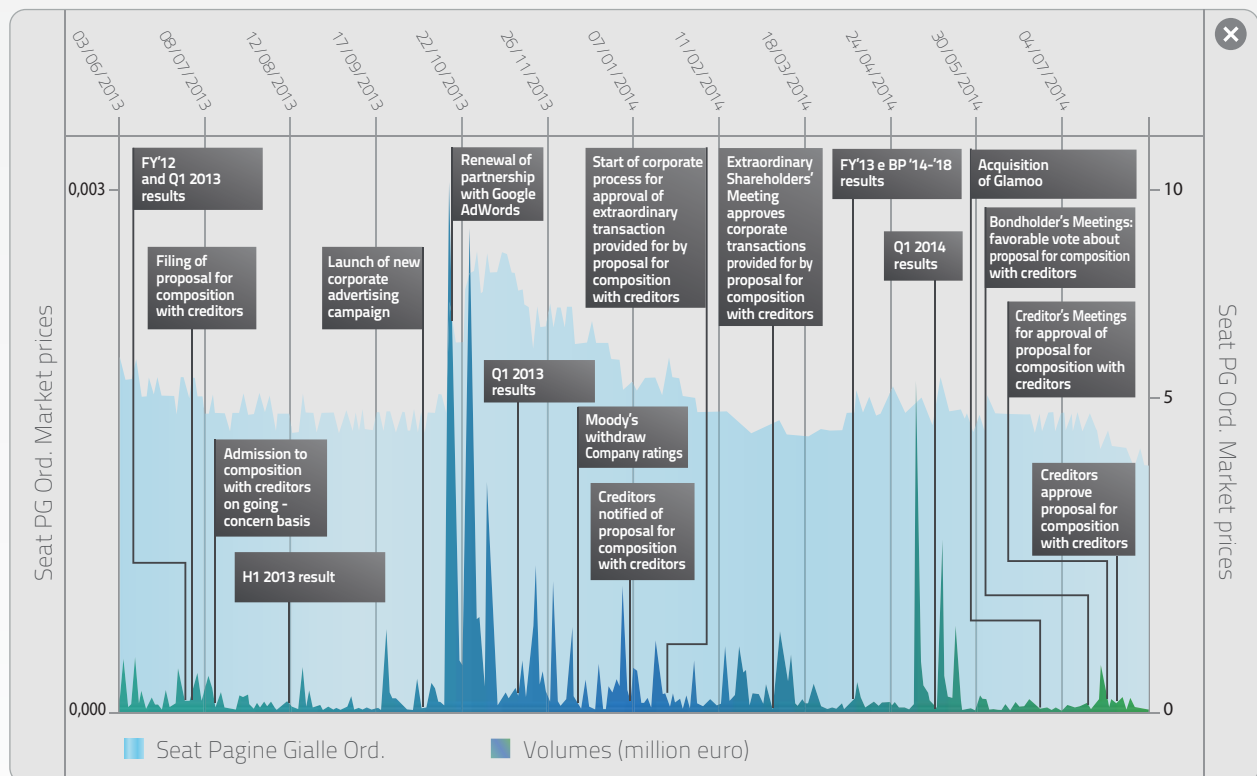 03/06/2013
08/07/2013
12/08/2013
17/09/2013
22/10/2013
26/11/2013
07/01/2014
11/02/2014
18/03/2014
24/04/2014
30/05/2014
04/07/2014
Seat PG Ord. Market prices
0,003
0,000
FY'12
and Q1 2013
results
Filing of
proposal for
composition
with creditors
Admission to
composition
with creditors
on going -
concern basis
H1 2013 result
Launch of new
corporate
advertising
campaign
Renewal of
partnership
with Google
AdWords
Q1 2013
results
Moody's
withdraw
Company ratings
Creditors
notified of
proposal for
composition
with creditors
Start of corporate
process for
approval of
extraordinary
transaction
provided for by
proposal for
composition
with creditors
Extraordinary
Shareholders'
Meeting
approves
corporate
transactions
provided for by
proposal for
composition
with creditors
FY'13 e BP '14-'18
results
Q1 2014
results
Acquisition
of Glamoo
Bondholder's Meetings:
favorable vote about
proposal for composition
with creditors
Creditor's Meetings
for approval of
proposal for
composition with
creditors
Creditors
approve
proposal for
composition
with creditors
10
5
0
Seat PG Ord. Market prices
Seat Pagine Gialle Ord.
Volumes (million euro)